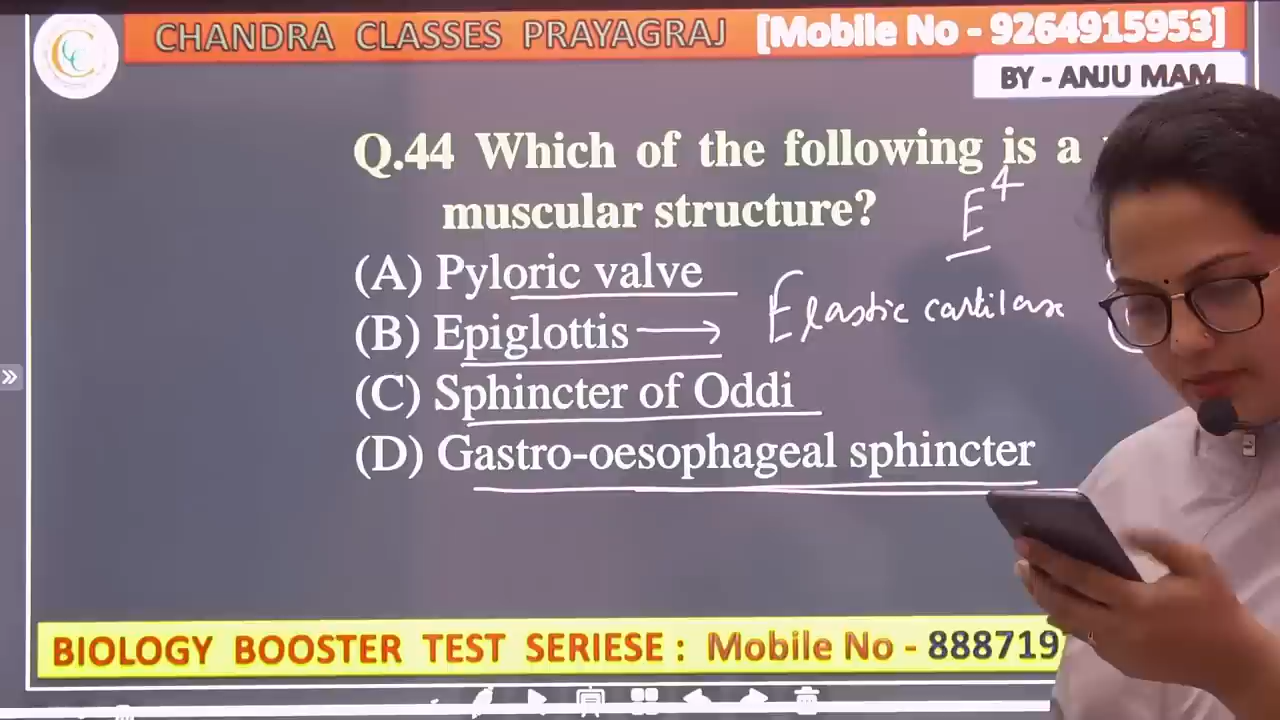 CHANDRA CLASSES PRAYAGRAJ [Mobile No - 9264915953]
BY - ANJU MAM
Q.44 Which of the following is a
muscular structure?
E⁴
(A) Pyloric valve
(B) Epiglottis → Elastic cartilage
(C) Sphincter of Oddi
(D) Gastro-oesophageal sphincter
BIOLOGY BOOSTER TEST SERIESE : Mobile No - 888719